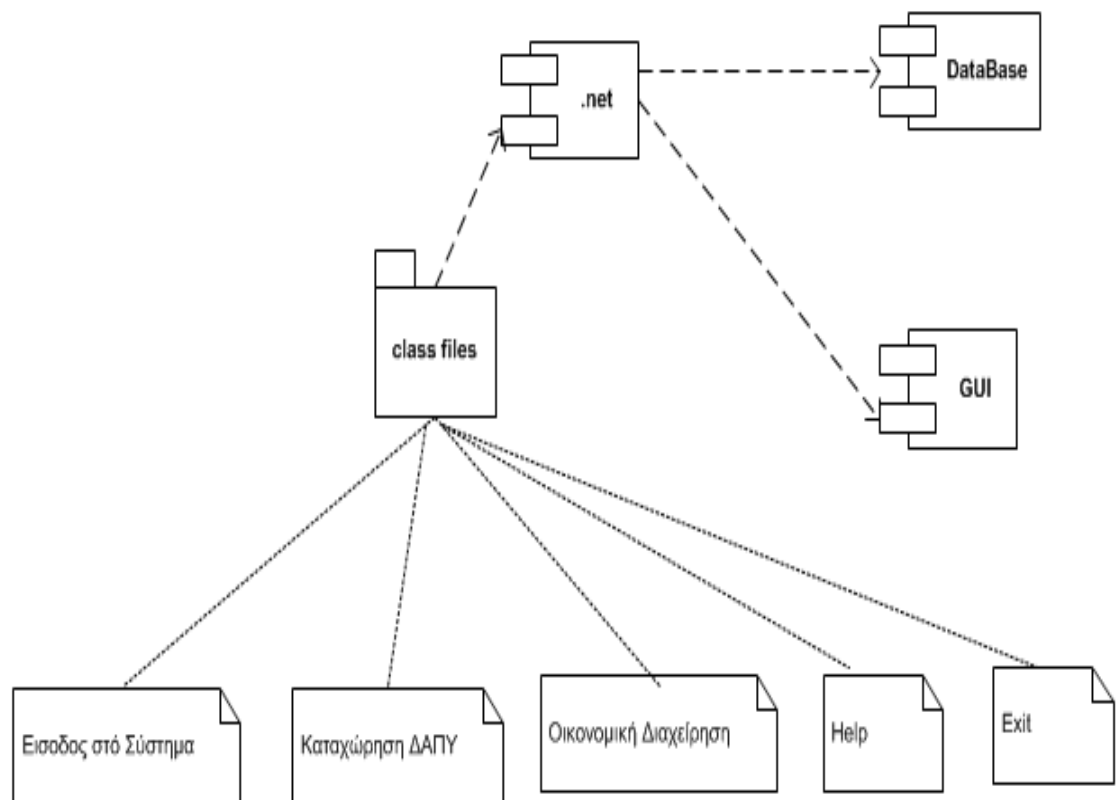 DataBase
.net
class files
GUI
Εισοδος στό Σύστημα
Καταχώρηση ΔΑΠΥ
Οικονομική Διαχείρηση
Help
Exit